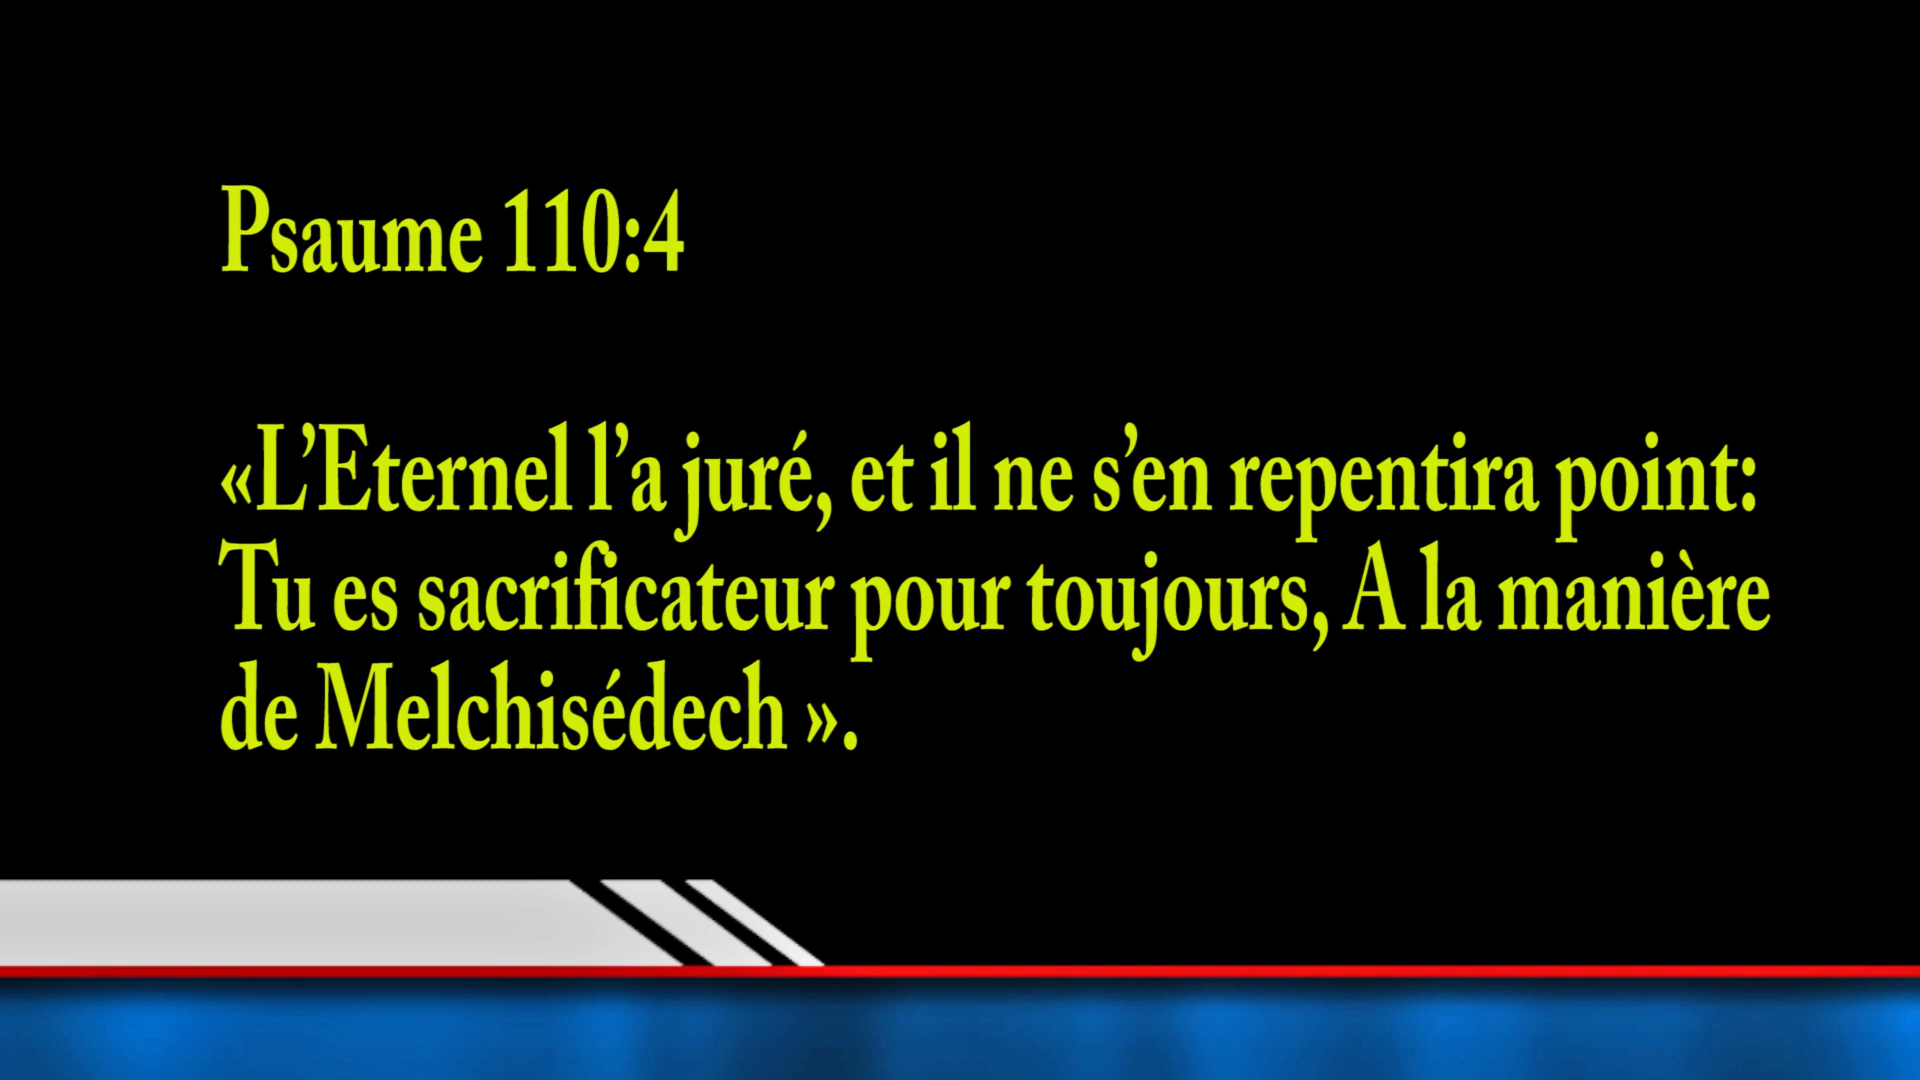 Psaume 110:4
«L’Eternel l’a juré, et il ne s’en repentira point:
Tu es sacrificateur pour toujours, A la manière
de Melchisédech ».